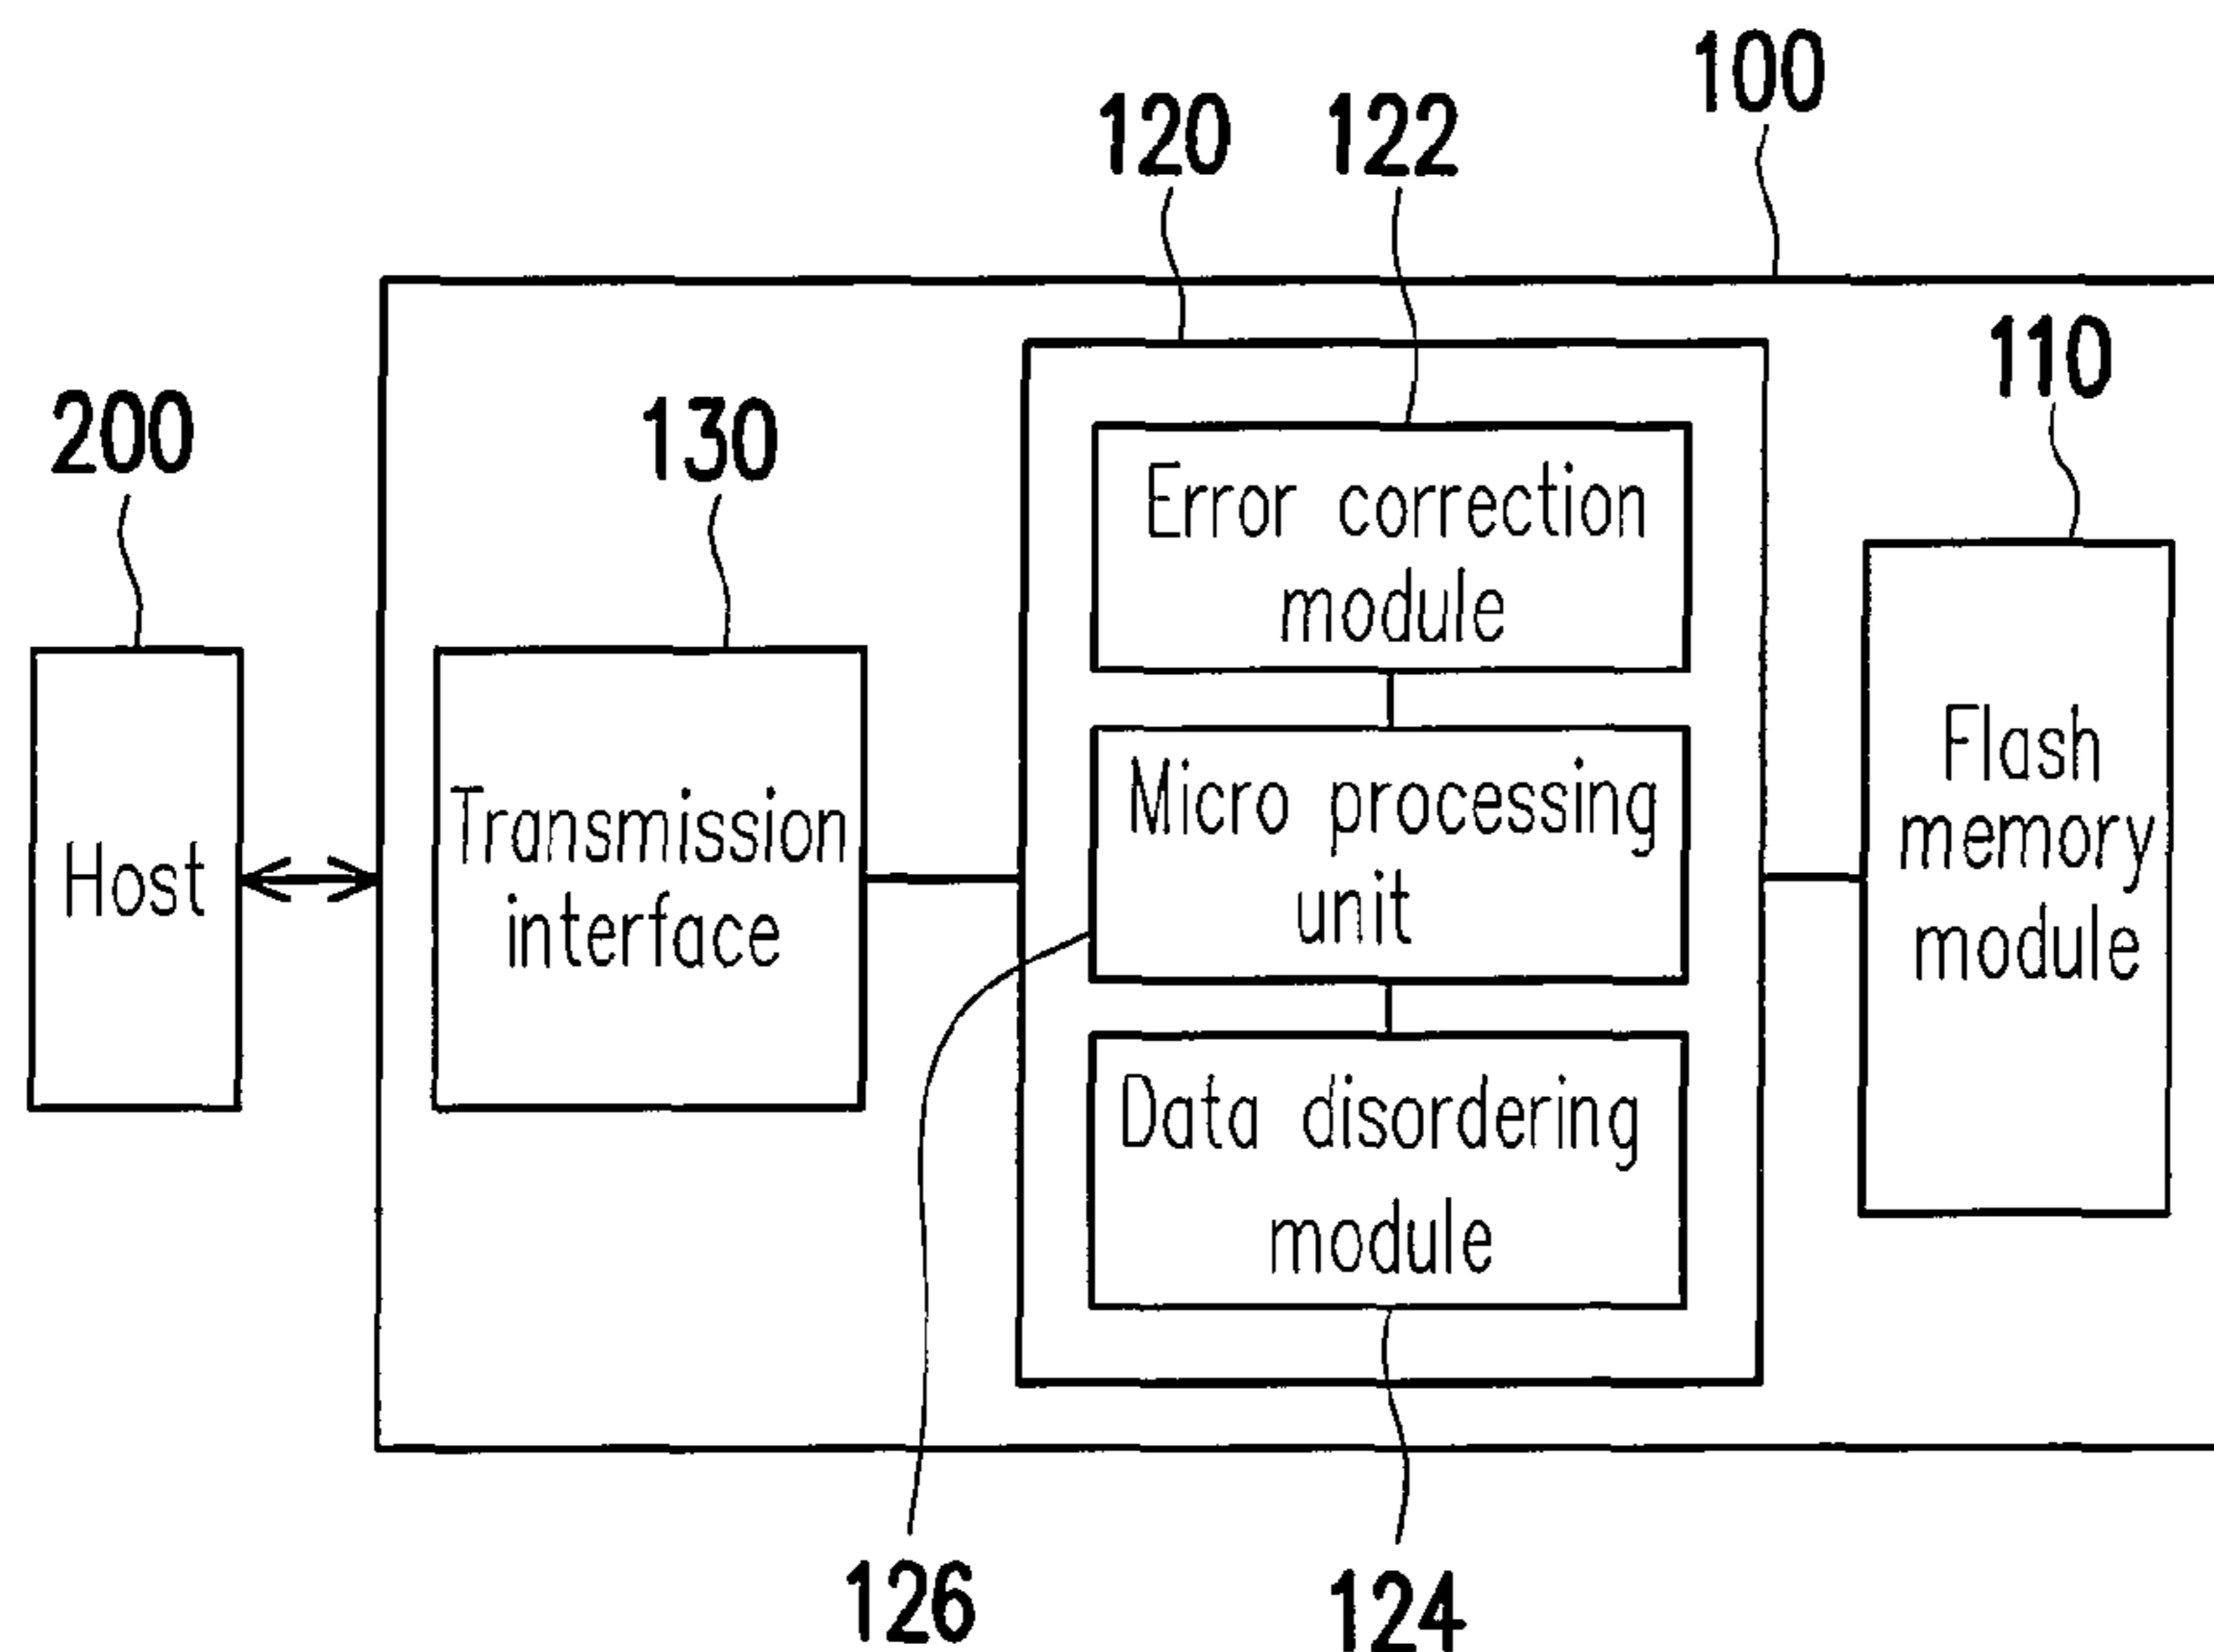 100
120
122
110
200
130
Error correction
module
Micro processing
unit
Flash
memory
module
Transmission
interface
Host
Data disordering
module
126
124